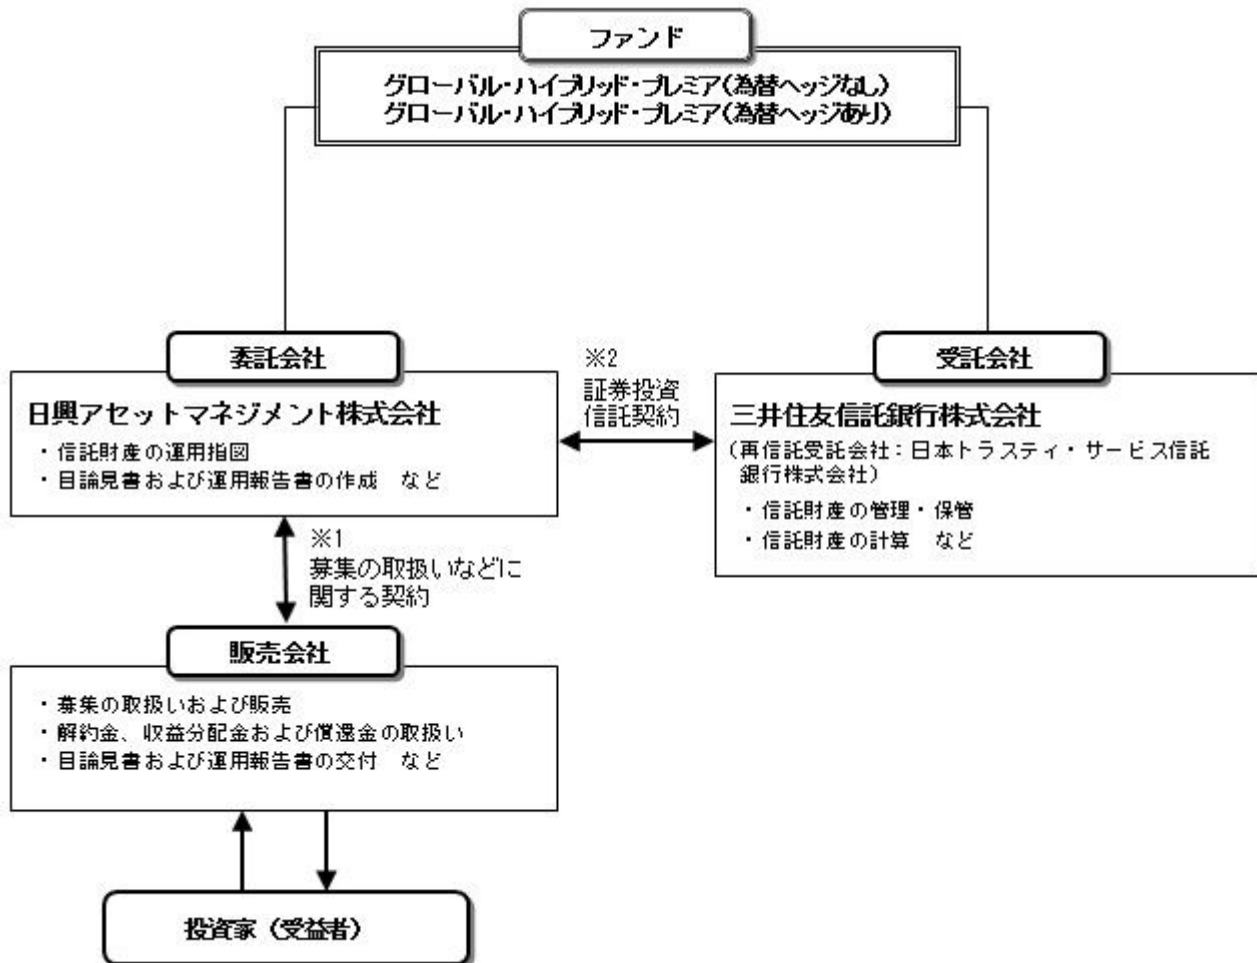 ファンド
グローバル・ハイブリッド・プレミア(為替ヘッジなし)
グローバル・ハイブリッド・プレミア(為替ヘッジあり)
委託会社
日興アセットマネジメント株式会社
・信託財産の運用指図
・目論見書および運用報告書の作成 など
※2
証券投資
信託契約
受託会社
三井住友信託銀行株式会社
(再信託受託会社:日本トラスティ・サービス信託
銀行株式会社)
・信託財産の管理・保管
・信託財産の計算 など
※1
募集の取扱いなどに
関する契約
販売会社
・募集の取扱いおよび販売
・解約金、収益分配金および償還金の取扱い
・目論見書および運用報告書の交付 など
投資家(受益者)